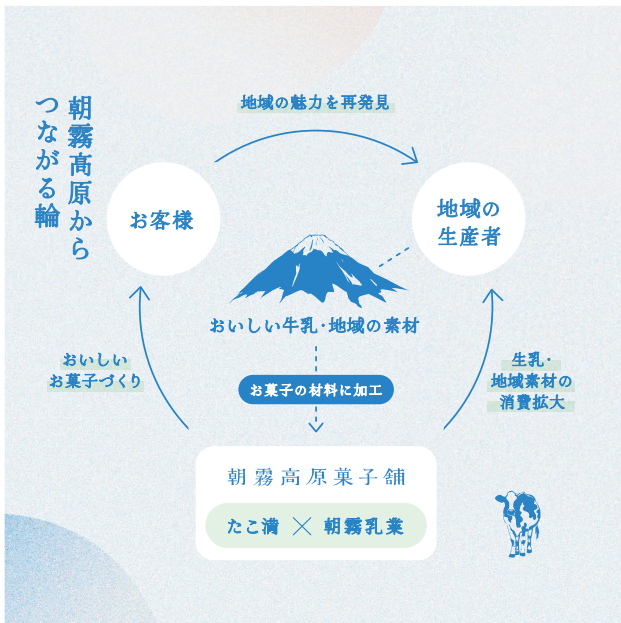 朝霧高原から
つながる輪
地域の魅力を再発見
お客様
地域の
生産者
おいしい牛乳・地域の素材
おいしい
お菓子づくり
お菓子の材料に加工
生乳・
地域素材の
消費拡大
朝霧高原菓子舗
たこ満 × 朝霧乳業